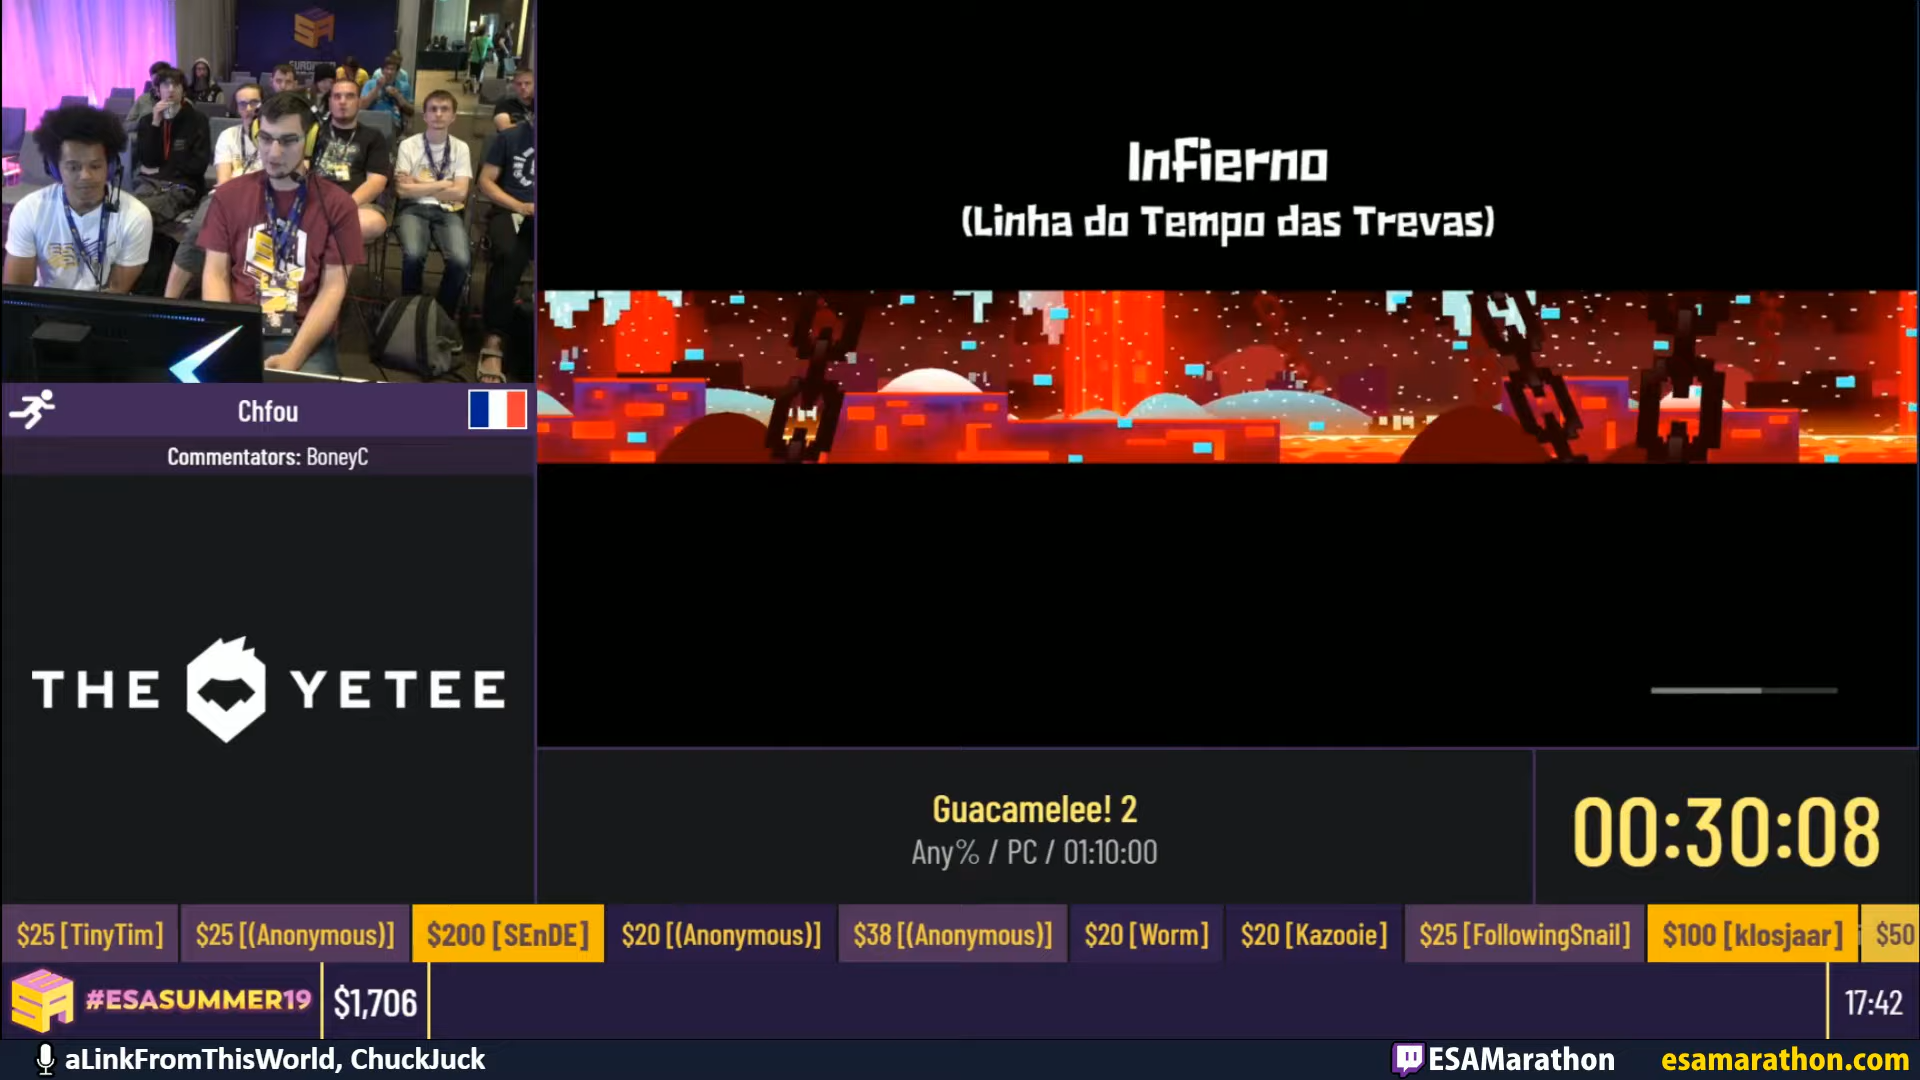 Infierno
(Linha do Tempo das Trevas)
Chfou
Commentators: BoneyC
THE YETEE
Guacamelee! 2
Any% / PC / 01:10:00
00:30:08
$25 [TinyTim]
$25 [(Anonymous)]
$200 [SEnDE]
$20 [(Anonymous)]
$38 [(Anonymous)]
$20 [Worm]
$20 [Kazooie]
$25 [FollowingSnail]
$100 [klosjaar]
$50
#ESASUMMER19
$1,706
17:42
aLinkFromThisWorld, ChuckJuck
ESAMarathon
esamarathon.com